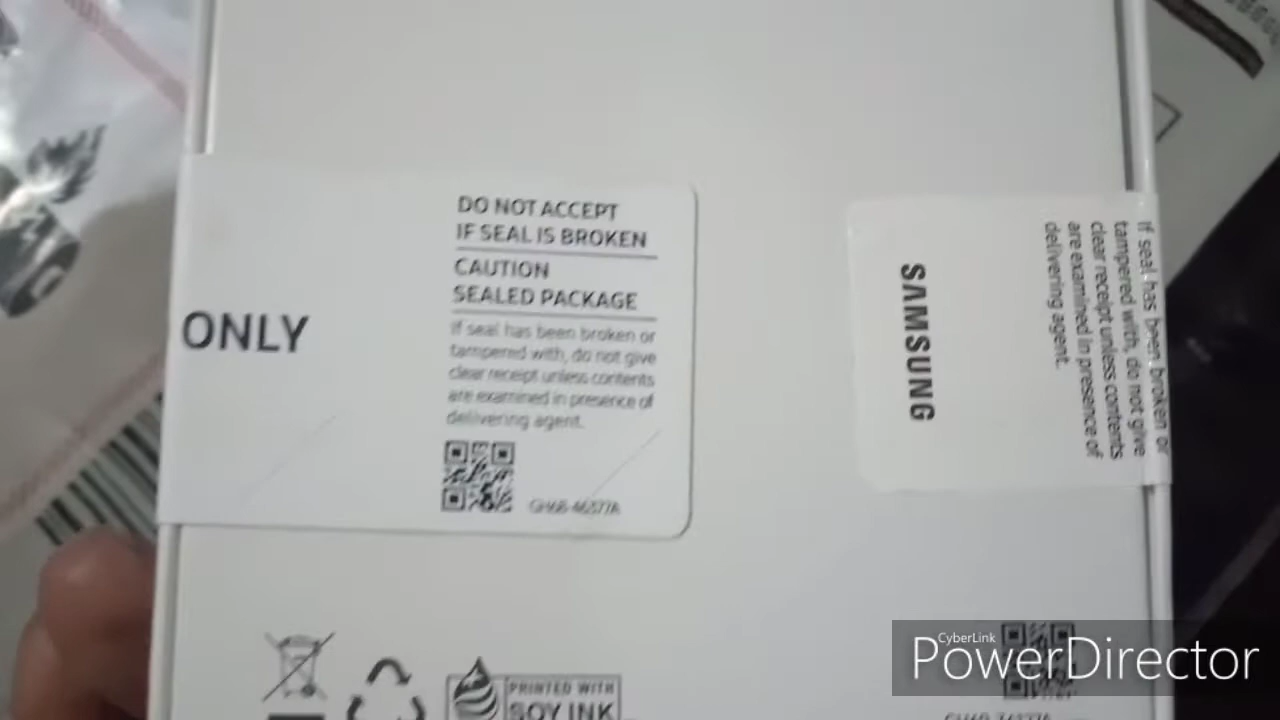 DO NOT ACCEPT
IF SEAL IS BROKEN
CAUTION
SEALED PACKAGE
If seal has been broken or
tampered with, do not give
clear receipt unless contents
are examined in presence of
delivering agent.
ONLY
SAMSUNG
If seal has been broken or
tampered with, do not give
clear receipt unless contents
are examined in presence of
delivering agent.
PRINTED WITH
SOY INK
CyberLink
PowerDirector